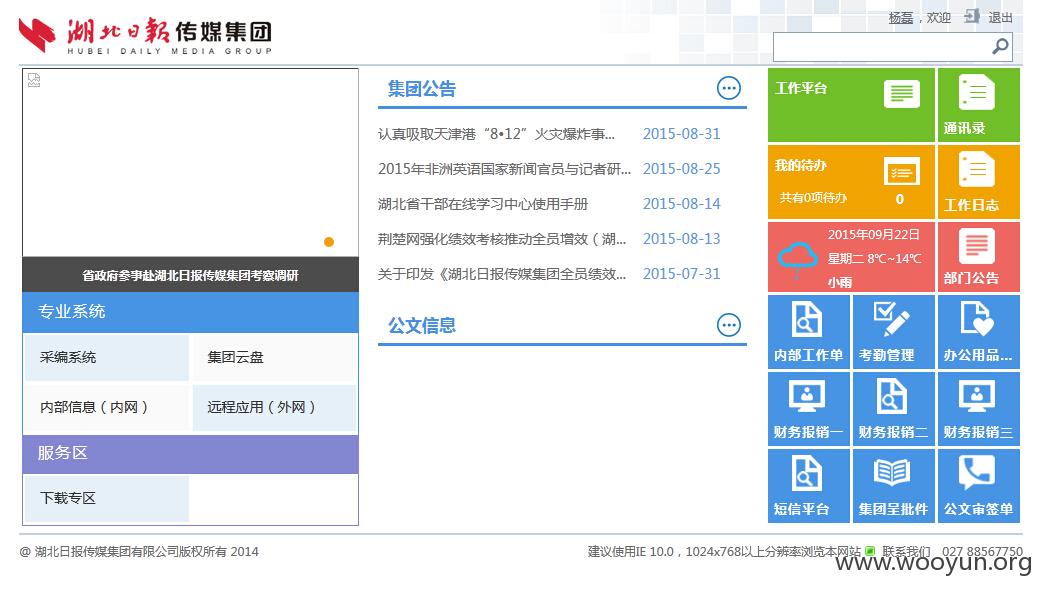 湖北日报传媒集团
HUBEI DAILY MEDIA GROUP
杨磊，欢迎 退出
省政府参事赴湖北日报传媒集团考察调研
专业系统
采编系统 集团云盘
内部信息（内网） 远程应用（外网）
服务区
下载专区
集团公告
认真吸取天津港“8•12”火灾爆炸事... 2015-08-31
2015年非洲英语国家新闻官员与记者研... 2015-08-25
湖北省干部在线学习中心使用手册 2015-08-14
荆楚网强化绩效考核推动全员增效（湖... 2015-08-13
关于印发《湖北日报传媒集团全员绩效... 2015-07-31
公文信息
工作平台 通讯录
我的待办
共有0项待办 0
工作日志
2015年09月22日
星期二 8℃~14℃
小雨
部门公告
内部工作单 考勤管理 办公用品...
财务报销一 财务报销二 财务报销三
短信平台 集团呈批件 公文审签单
@ 湖北日报传媒集团有限公司版权所有 2014
建议使用IE 10.0，1024x768以上分辨率浏览本网站 联系我们 027 88567750
www.wooyun.org